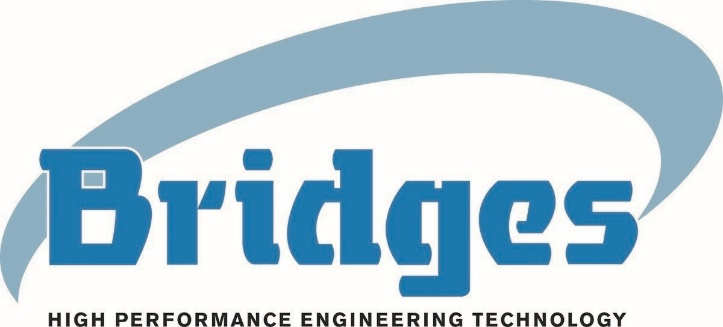 Bridges
HIGH PERFORMANCE ENGINEERING TECHNOLOGY